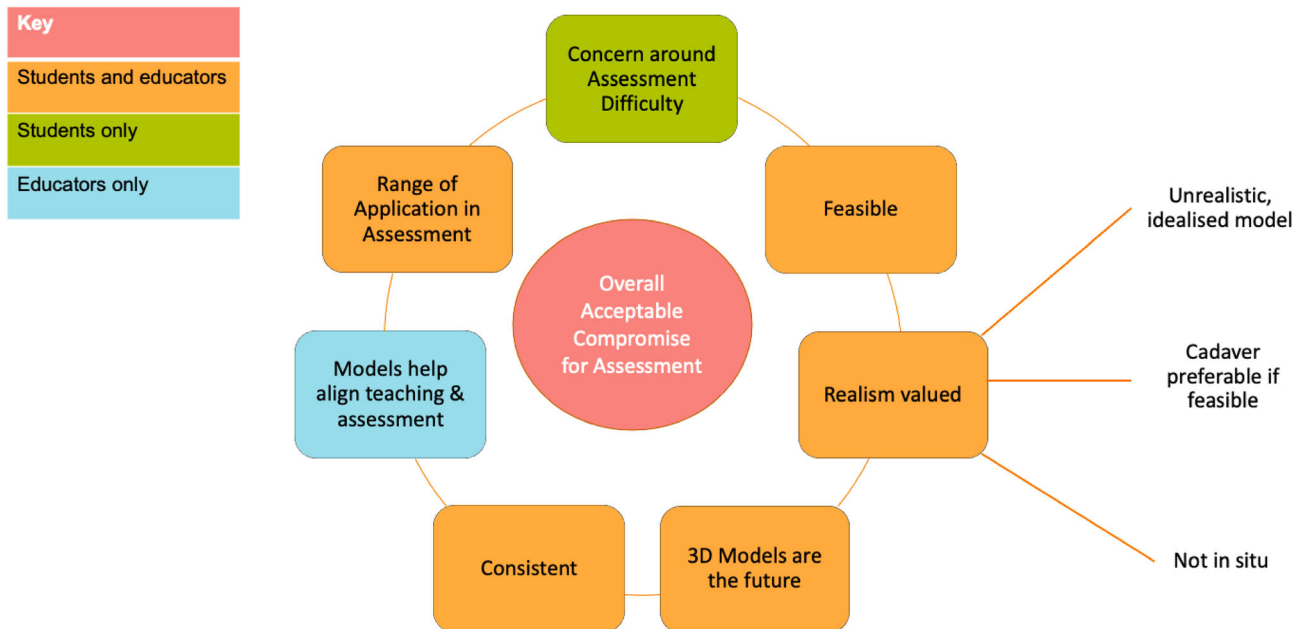 Key
Students and educators
Students only
Educators only
Concern around
Assessment
Difficulty
Range of
Application in
Assessment
Feasible
Unrealistic,
idealised model
Overall
Acceptable
Compromise
for Assessment
Models help
align teaching &
assessment
Realism valued
Cadaver
preferable if
feasible
Consistent
3D Models are
the future
Not in situ